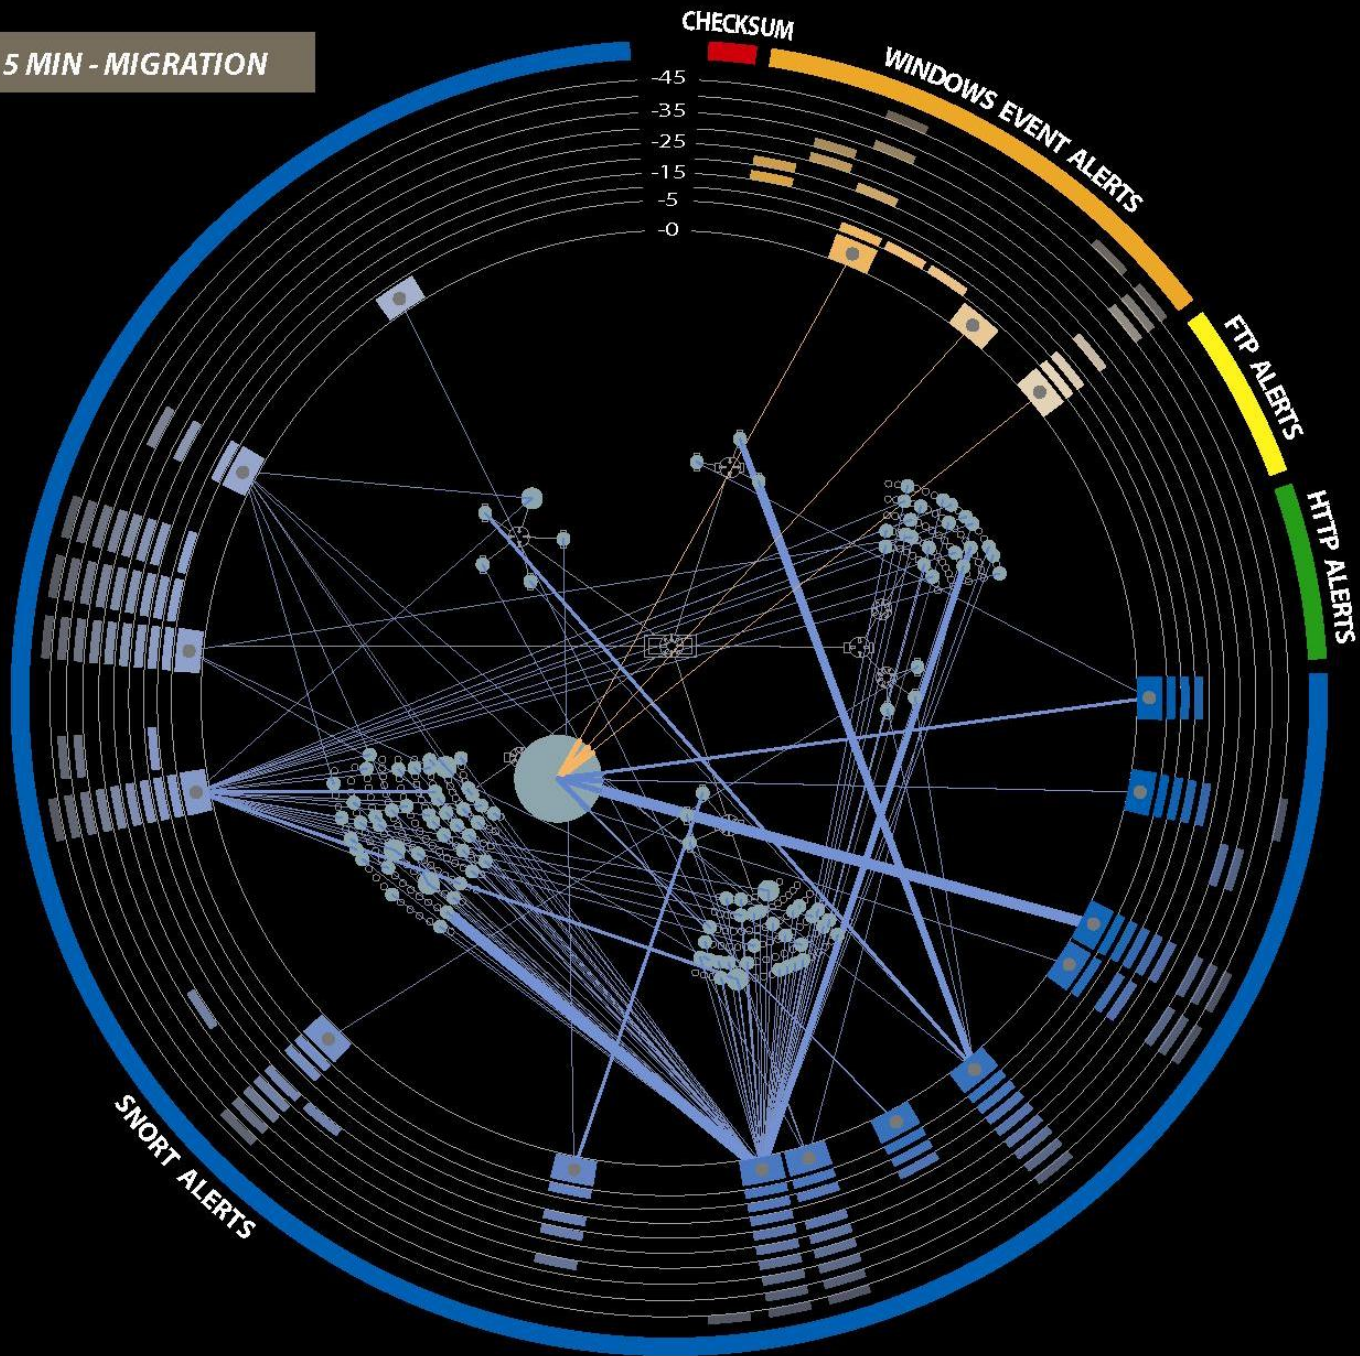 5 MIN - MIGRATION
CHECKSUM
WINDOWS EVENT ALERTS
FTP ALERTS
HTTP ALERTS
SNORT ALERTS
-45
-35
-25
-15
-5
-0